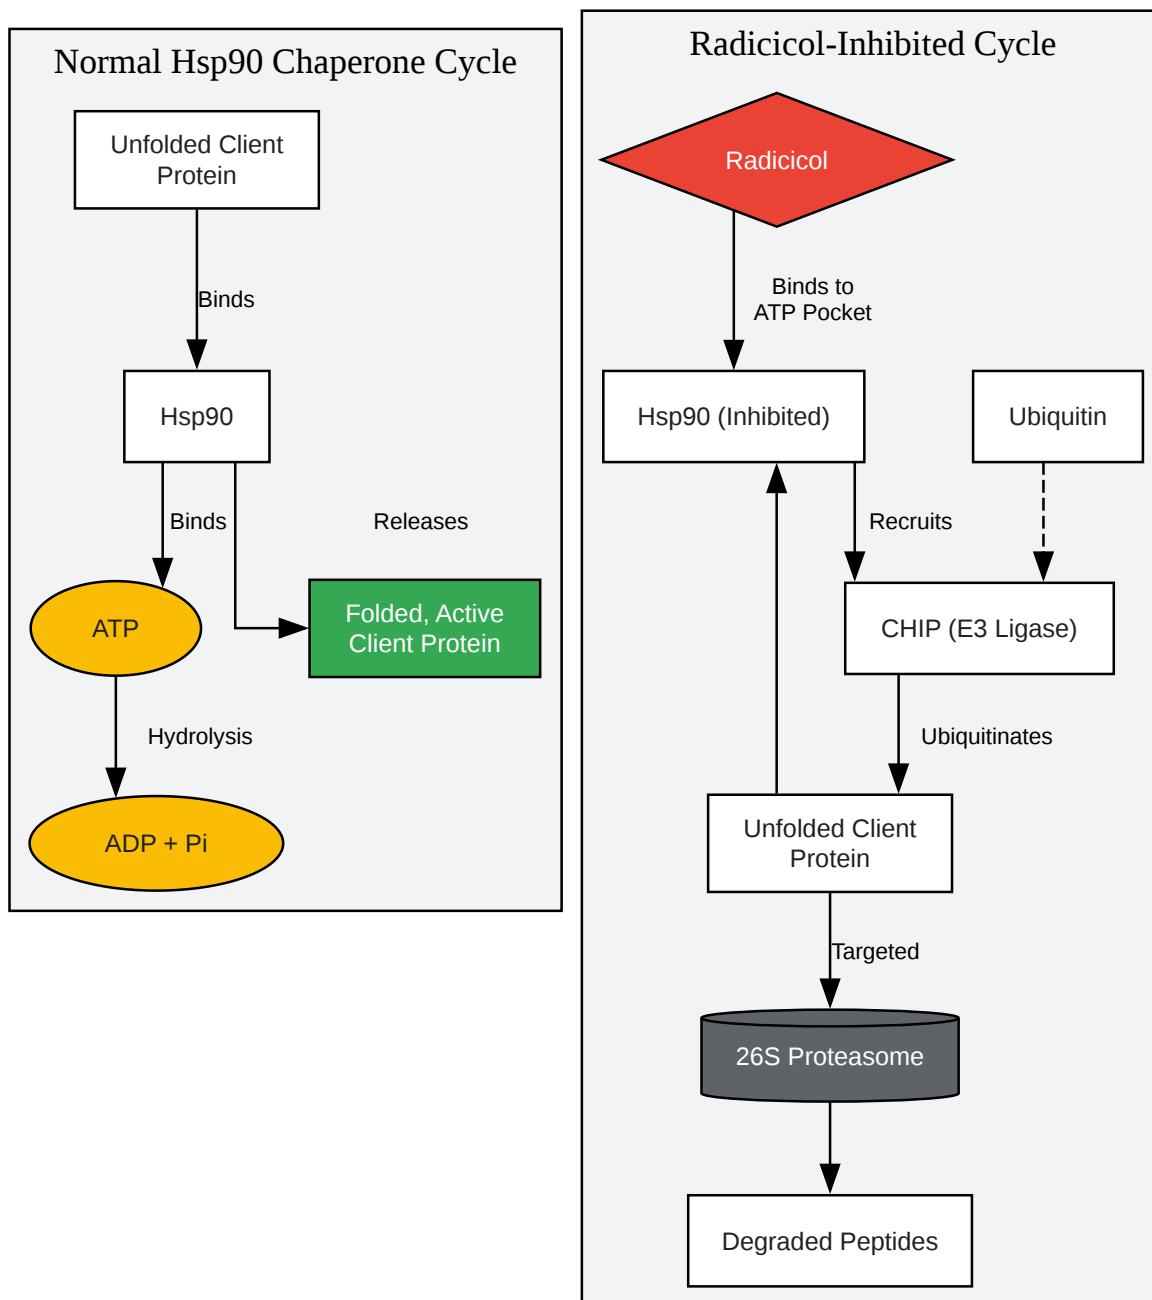 Normal Hsp90 Chaperone Cycle
Unfolded Client
Protein
Binds
Hsp90
Binds
Releases
ATP
Folded, Active
Client Protein
Hydrolysis
ADP + Pi
Radicicol-Inhibited Cycle
Radicicol
Binds to
ATP Pocket
Hsp90 (Inhibited)
Ubiquitin
Recruits
CHIP (E3 Ligase)
Ubiquitinates
Unfolded Client
Protein
Targeted
26S Proteasome
Degraded Peptides